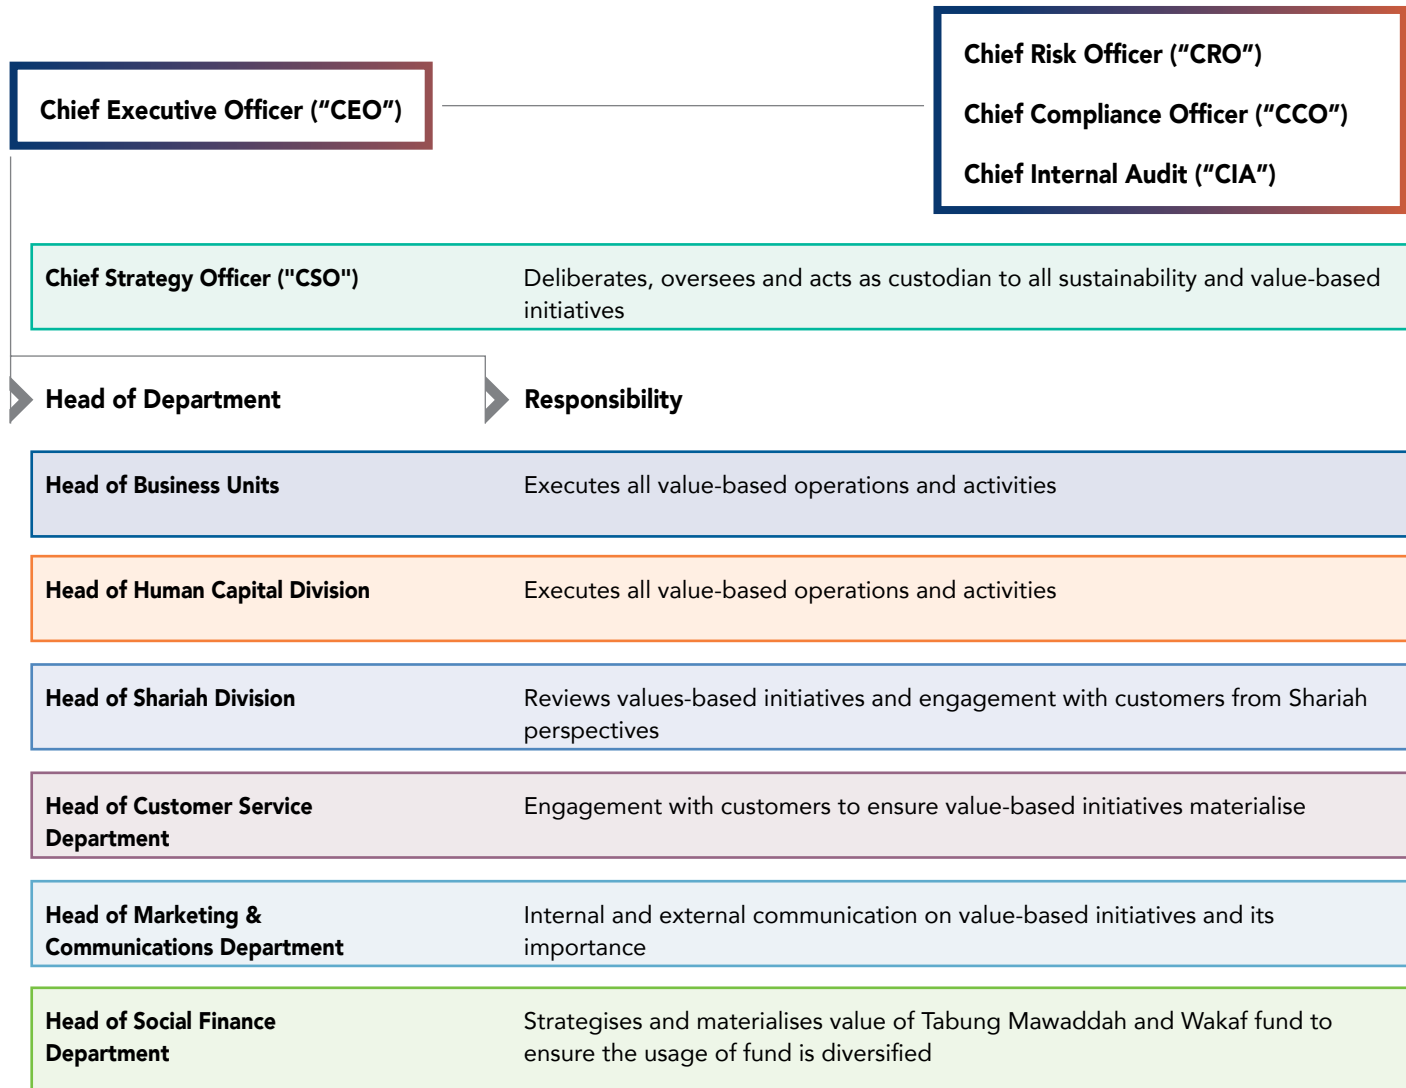 Chief Executive Officer (“CEO”)
Chief Risk Officer (“CRO”)
Chief Compliance Officer (“CCO”)
Chief Internal Audit (“CIA”)
Chief Strategy Officer ("CSO")
Deliberates, oversees and acts as custodian to all sustainability and value-based
initiatives
Head of Department
Responsibility
Head of Business Units
Executes all value-based operations and activities
Head of Human Capital Division
Executes all value-based operations and activities
Head of Shariah Division
Reviews values-based initiatives and engagement with customers from Shariah
perspectives
Head of Customer Service
Department
Engagement with customers to ensure value-based initiatives materialise
Head of Marketing &
Communications Department
Internal and external communication on value-based initiatives and its
importance
Head of Social Finance
Department
Strategises and materialises value of Tabung Mawaddah and Wakaf fund to
ensure the usage of fund is diversified